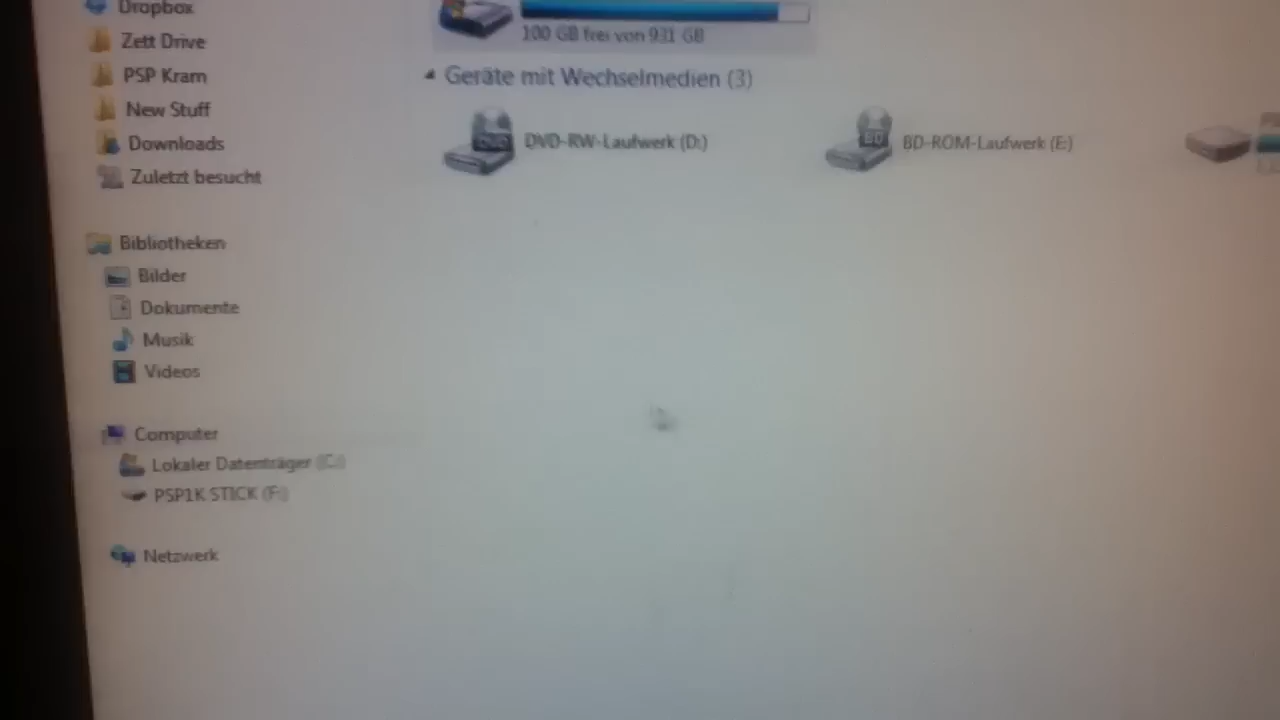 Dropbox
Zett Drive
PSP Kram
New Stuff
Downloads
Zuletzt besucht
Bibliotheken
Bilder
Dokumente
Musik
Videos
Computer
Lokaler Datenträger (C:)
PSP1K STICK (F:)
Netzwerk
100 GB frei von 931 GB
Geräte mit Wechselmedien (3)
DVD-RW-Laufwerk (D:)
BD-ROM-Laufwerk (E:)